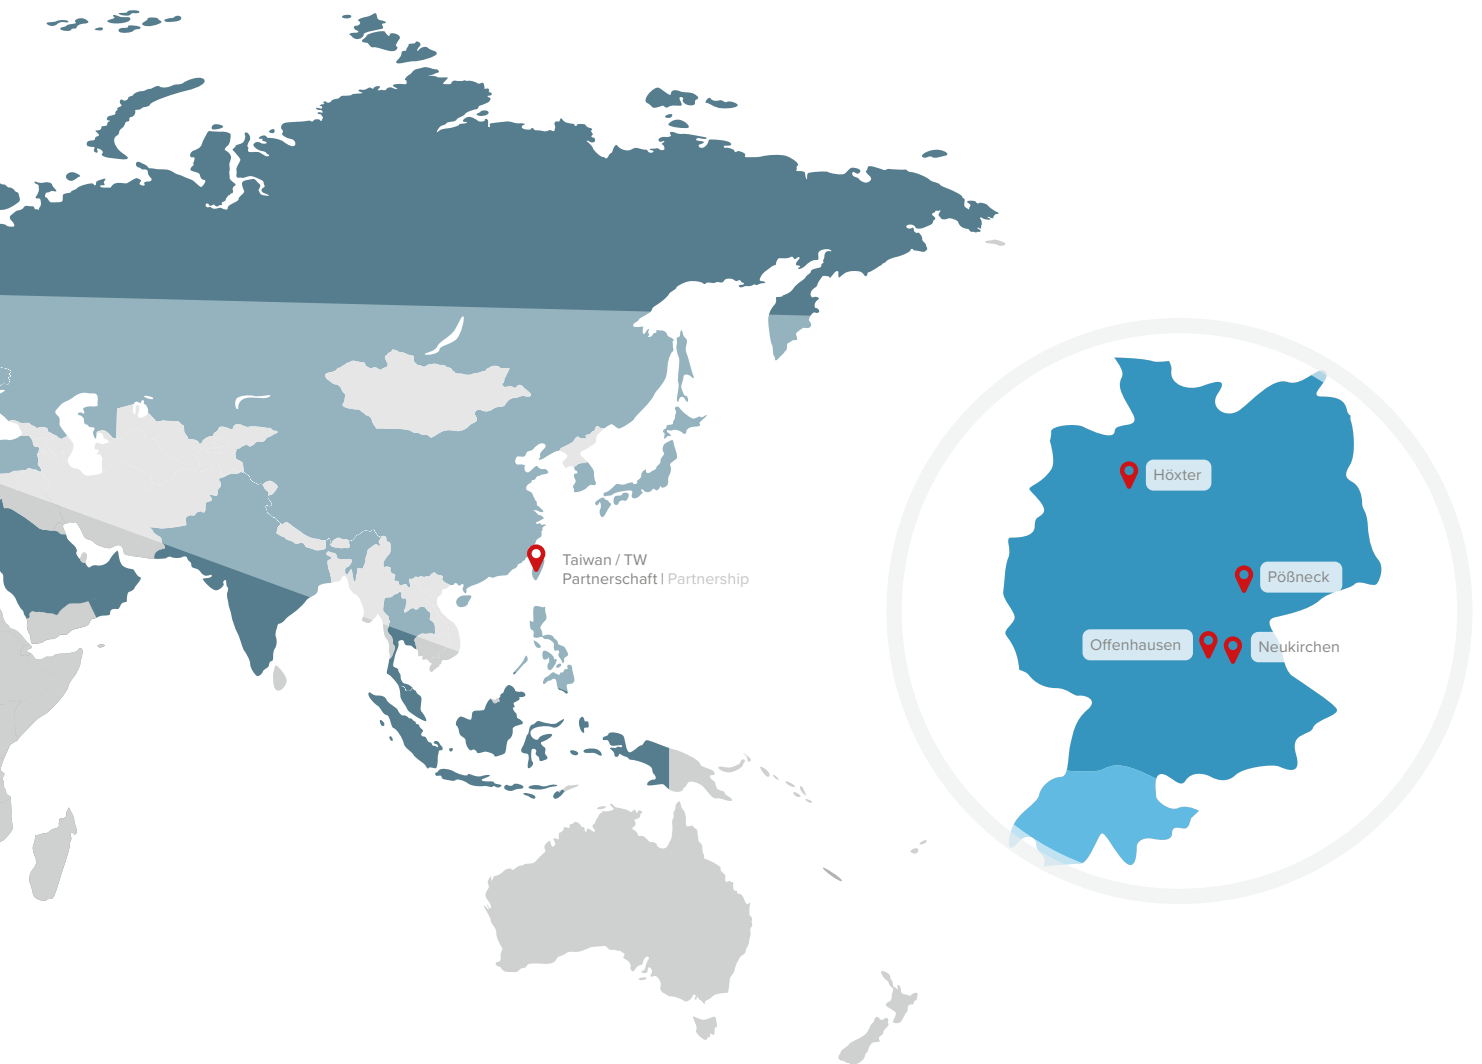 Taiwan / TW
Partnerschaft | Partnership
Höxter
Pößneck
Offenhausen
Neukirchen